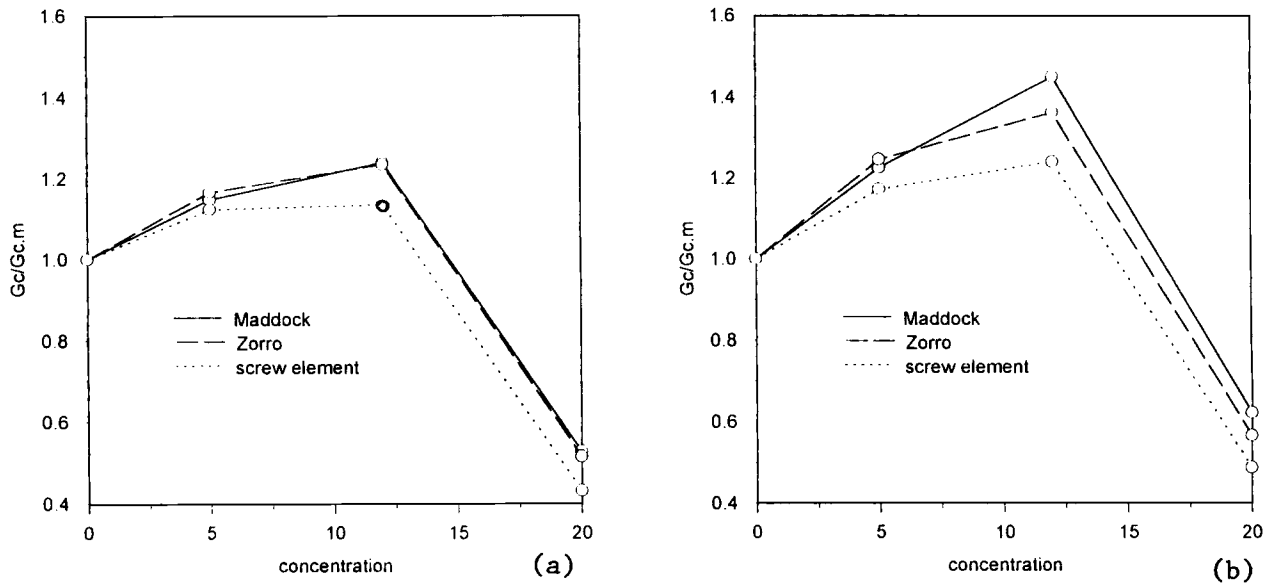 1.6
1.4
1.2
1.0
0.8
0.6
0.4
Gc/Gc.m
Maddock
Zorro
screw element
0 5 10 15 20
concentration
(a)
1.6
1.4
1.2
1.0
0.8
0.6
0.4
Gc/Gc.m
Maddock
Zorro
screw element
0 5 10 15 20
concentration
(b)